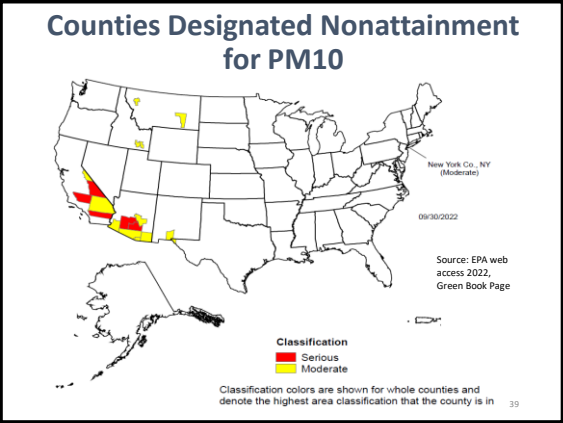 Counties Designated Nonattainment
for PM10
New York Co., NY
(Moderate)
09/30/2022
Source: EPA web
access 2022,
Green Book Page
Classification
Serious
Moderate
Classification colors are shown for whole counties and
denote the highest area classification that the county is in
39